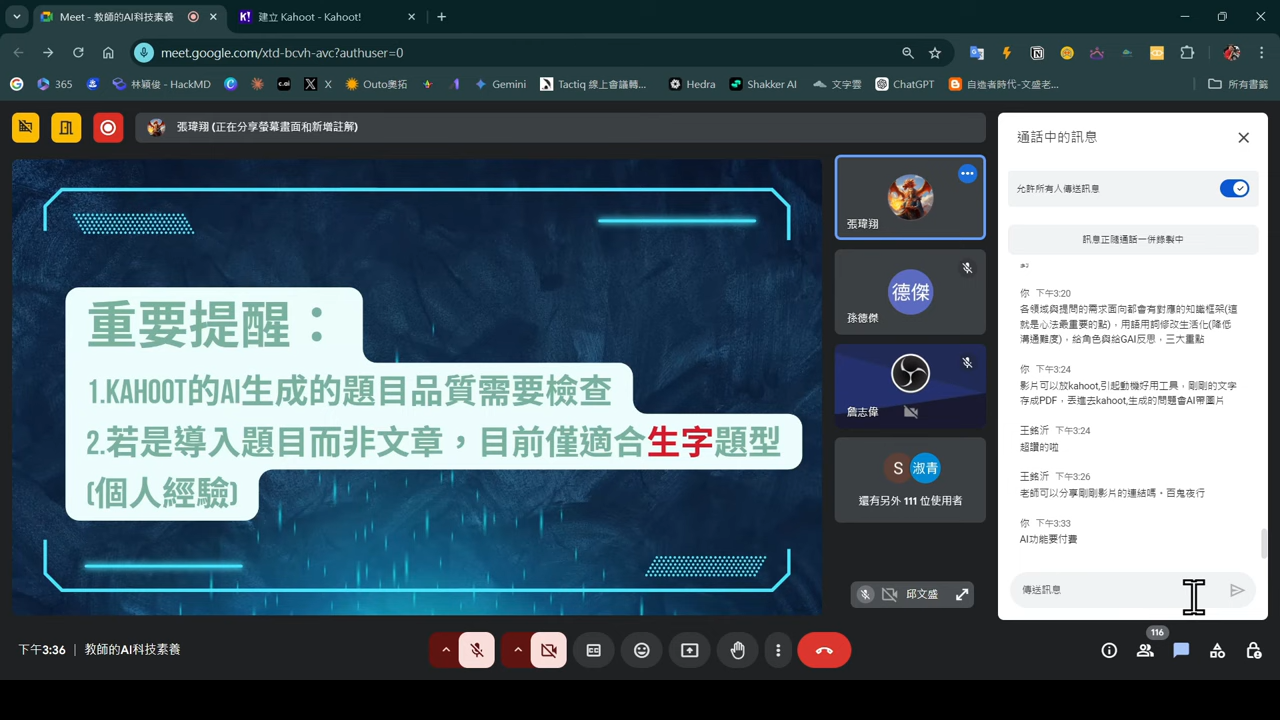 Meet - 教師的AI科技素養
建立 Kahoot - Kahoot!
meet.google.com/xtd-bcvh-avc?authuser=0
365
林穎俊 - HackMD
c.ai
X
Outo奧拓
Gemini
Tactiq 線上會議轉...
Hedra
Shakker AI
文字雲
ChatGPT
自造者時代-文盛老...
所有書籤
張瑋翔 (正在分享螢幕畫面和新增註解)
重要提醒：
1.KAHOOT的AI生成的題目品質需要檢查
2.若是導入題目而非文章，目前僅適合生字題型
(個人經驗)
張瑋翔
德傑
孫德傑
詹志偉
S 淑青
還有另外 111 位使用者
邱文盛
通話中的訊息
允許所有人傳送訊息
訊息正隨通話一併錄製中
你 下午3:20
各領域與提問的需求面向都會有對應的知識框架(這
就是心法最重要的點)，用語用詞修改生活化(降低
溝通難度)，給角色與給GAI反思，三大重點
你 下午3:24
影片可以放kahoot,引起動機好用工具，剛剛的文字
存成PDF，丟進去kahoot,生成的問題會AI帶圖片
王銘沂 下午3:24
超讚的啦
王銘沂 下午3:26
老師可以分享剛剛影片的連結嗎，百鬼夜行
你 下午3:33
AI功能要付費
傳送訊息
下午3:36 | 教師的AI科技素養
116